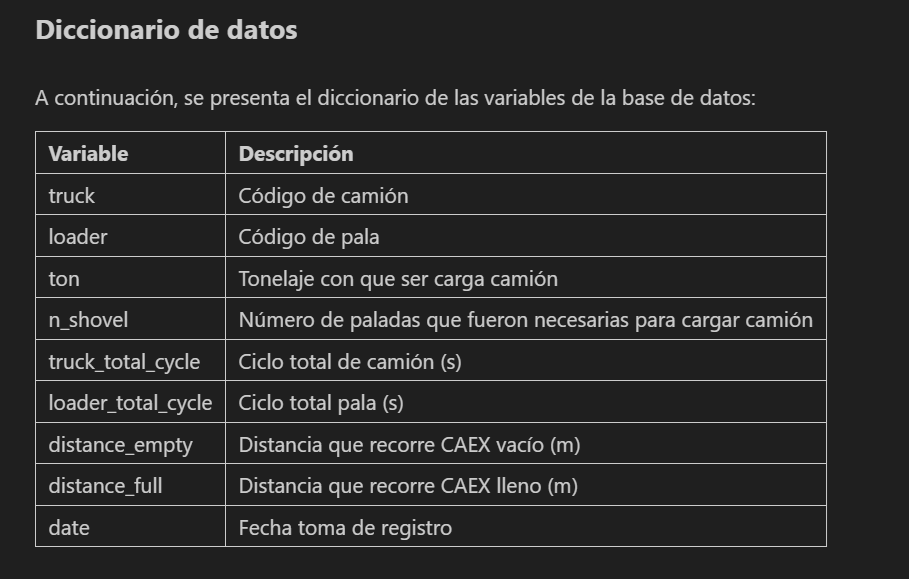 Diccionario de datos
A continuación, se presenta el diccionario de las variables de la base de datos:
Variable Descripción
truck Código de camión
loader Código de pala
ton Tonelaje con que ser carga camión
n_shovel Número de paladas que fueron necesarias para cargar camión
truck_total_cycle Ciclo total de camión (s)
loader_total_cycle Ciclo total pala (s)
distance_empty Distancia que recorre CAEX vacío (m)
distance_full Distancia que recorre CAEX lleno (m)
date Fecha toma de registro